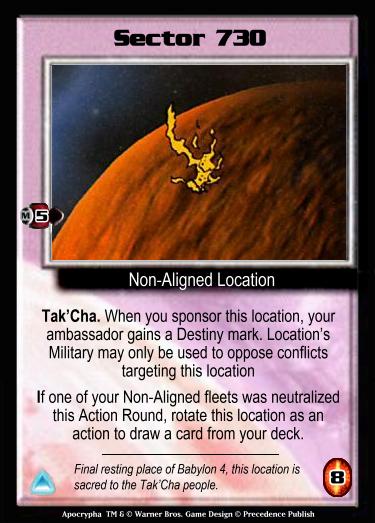 Sector 730
M 5
Non-Aligned Location
Tak'Cha. When you sponsor this location, your
ambassador gains a Destiny mark. Location's
Military may only be used to oppose conflicts
targeting this location
If one of your Non-Aligned fleets was neutralized
this Action Round, rotate this location as an
action to draw a card from your deck.
Final resting place of Babylon 4, this location is
sacred to the Tak'Cha people.
8
Apocrypha TM & © Warner Bros. Game Design © Precedence Publish